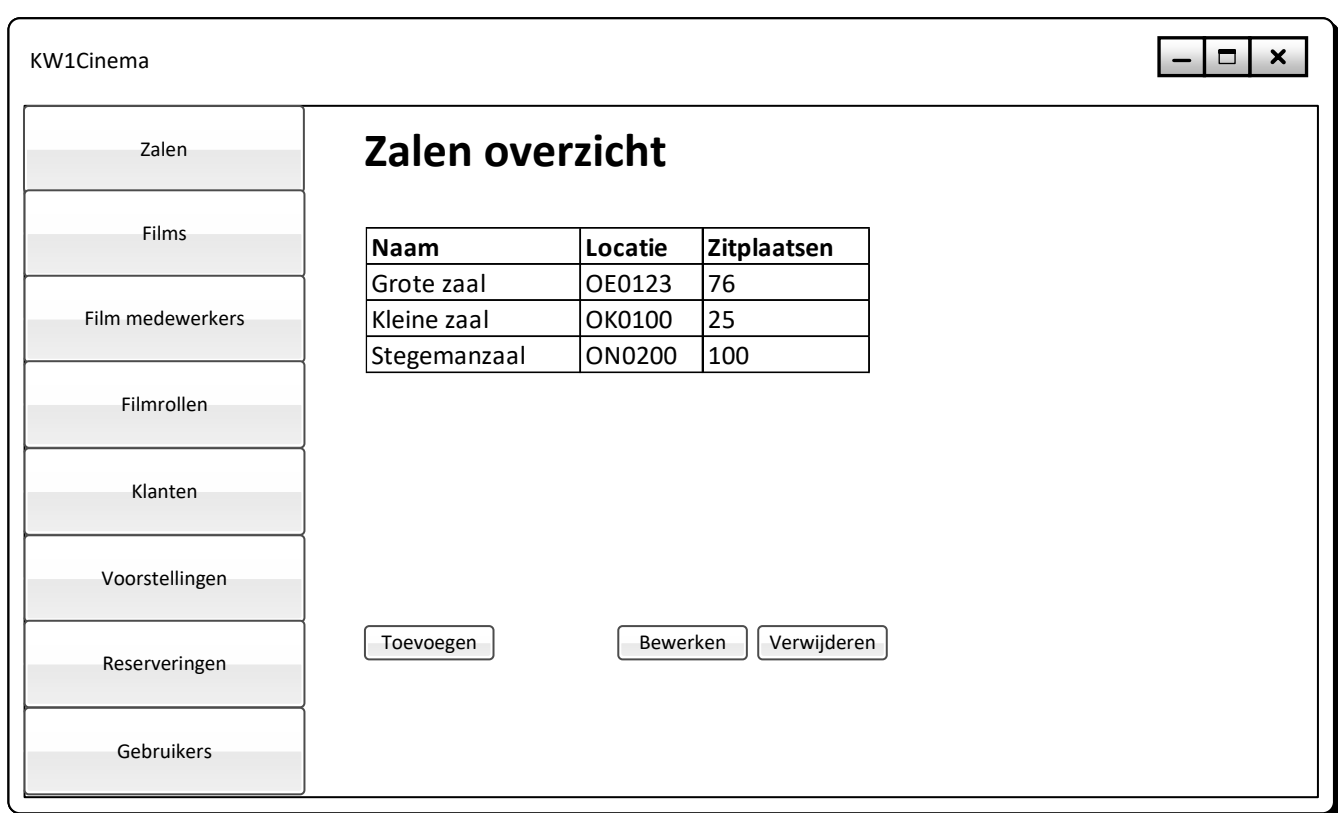 KW1Cinema
Zalen
Films
Film medewerkers
Filmrollen
Klanten
Voorstellingen
Reserveringen
Gebruikers
Zalen overzicht
Naam Locatie Zitplaatsen
Grote zaal OE0123 76
Kleine zaal OK0100 25
Stegemanzaal ON0200 100
Toevoegen Bewerken Verwijderen